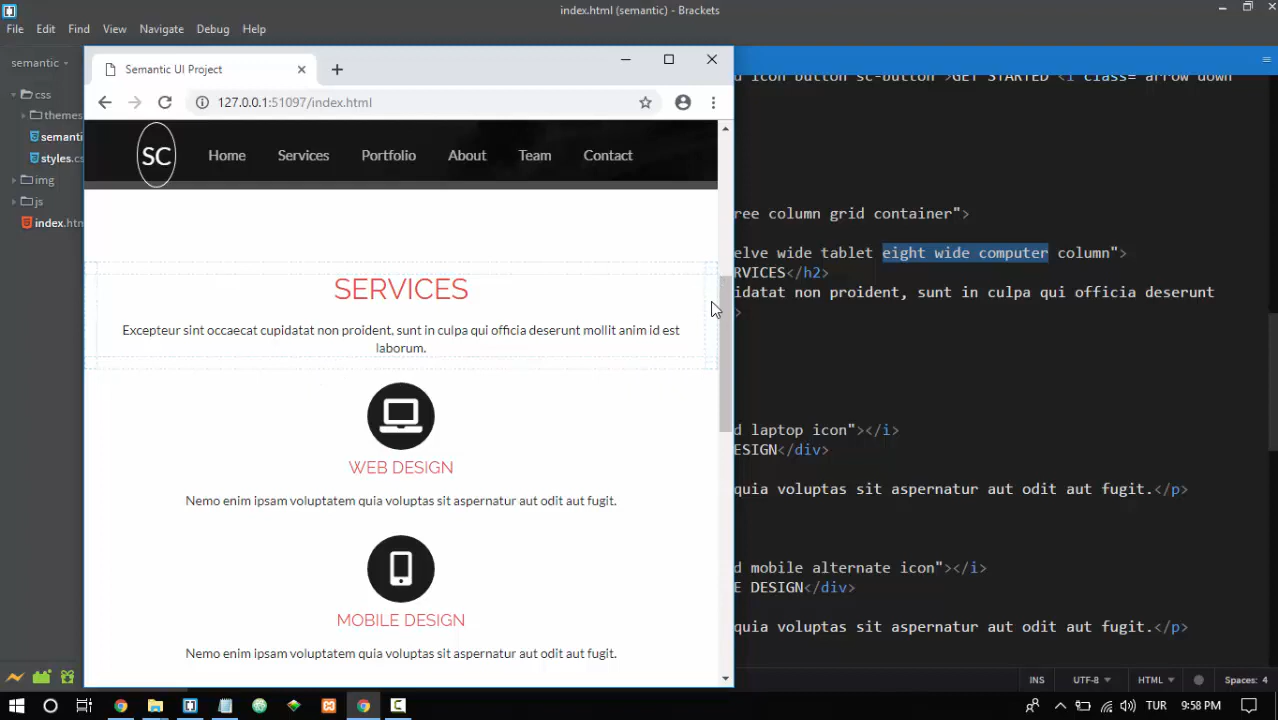 index.html (semantic) - Brackets
File Edit Find View Navigate Debug Help
semantic
css
themes
semanti
styles.cs
img
js
index.htm
Semantic UI Project
127.0.0.1:51097/index.html
SC Home Services Portfolio About Team Contact
SERVICES
Excepteur sint occaecat cupidatat non proident, sunt in culpa qui officia deserunt mollit anim id est
laborum.
WEB DESIGN
Nemo enim ipsam voluptatem quia voluptas sit aspernatur aut odit aut fugit.
MOBILE DESIGN
Nemo enim ipsam voluptatem quia voluptas sit aspernatur aut odit aut fugit.
d icon button sc-button">GET STARTED <i class="arrow down
ree column grid container">
elve wide tablet eight wide computer column">
RVICES</h2>
idatat non proident, sunt in culpa qui officia deserunt
>
d laptop icon"></i>
ESIGN</div>
quia voluptas sit aspernatur aut odit aut fugit.</p>
d mobile alternate icon"></i>
E DESIGN</div>
quia voluptas sit aspernatur aut odit aut fugit.</p>
INS UTF-8 HTML Spaces: 4
TUR 9:58 PM